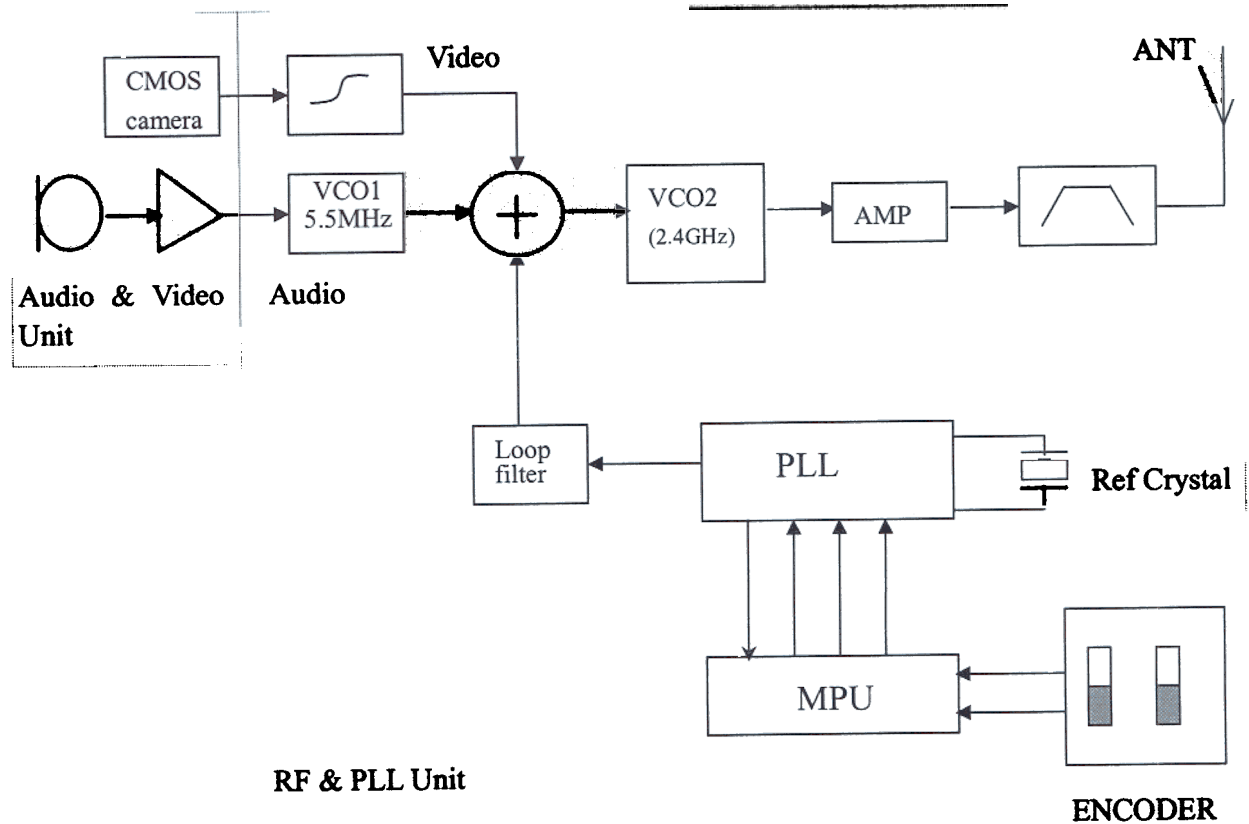 Video
ANT
CMOS
camera
VCO1
5.5MHz
VCO2
(2.4GHz)
AMP
Audio & Video
Unit
Audio
Loop
filter
PLL
Ref Crystal
MPU
RF & PLL Unit
ENCODER